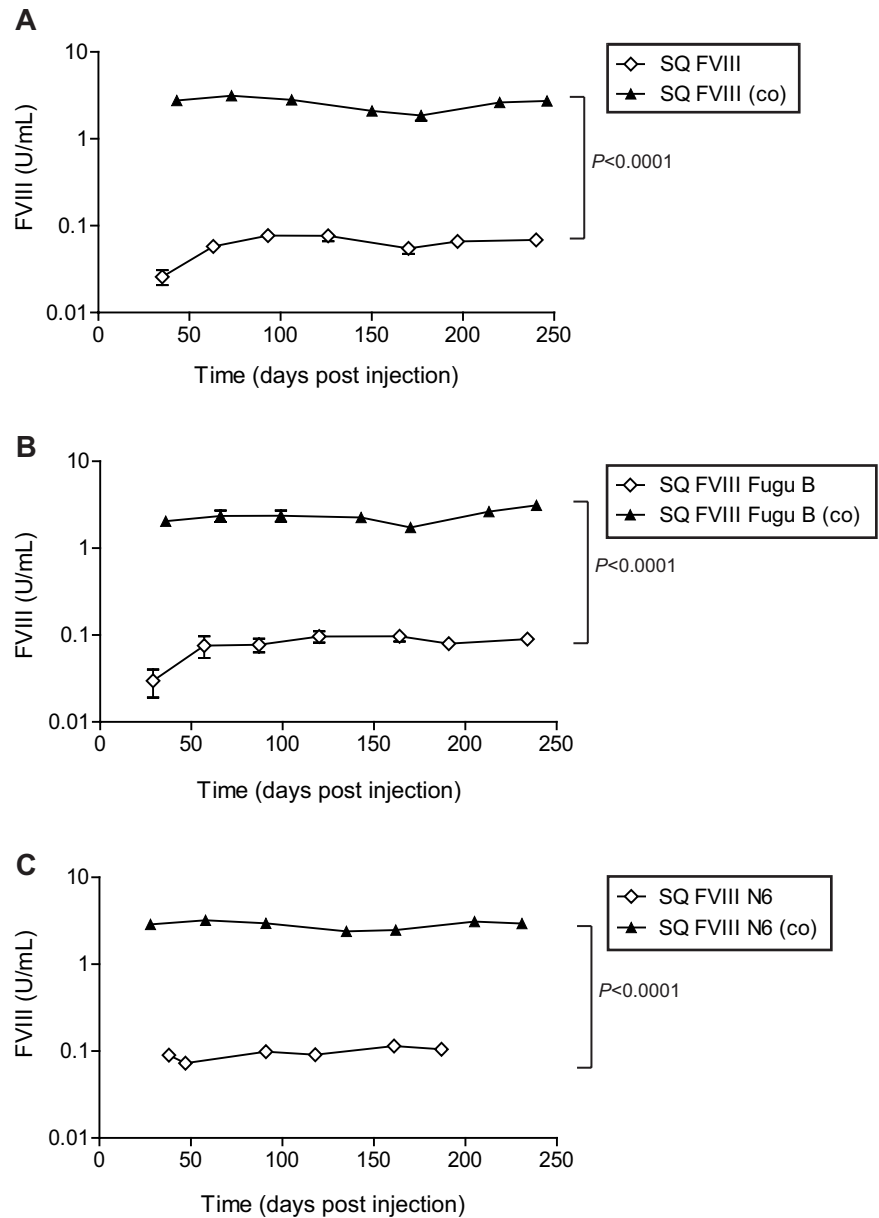 A
10
1
0.1
0.01
FVIII (U/mL)
0
50
100
150
200
250
Time (days post injection)
SQ FVIII
SQ FVIII (co)
P<0.0001
B
10
1
0.1
0.01
FVIII (U/mL)
0
50
100
150
200
250
Time (days post injection)
SQ FVIII Fugu B
SQ FVIII Fugu B (co)
P<0.0001
C
10
1
0.1
0.01
FVIII (U/mL)
0
50
100
150
200
250
Time (days post injection)
SQ FVIII N6
SQ FVIII N6 (co)
P<0.0001